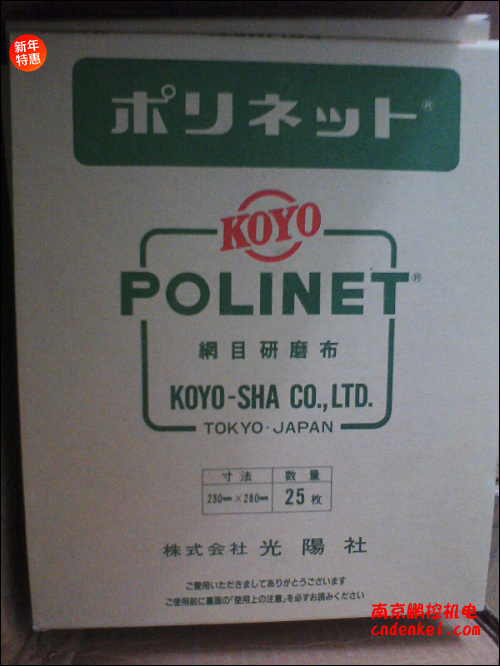 新年
特惠
ポリネット®
KOYO
POLINET®
網目研磨布
KOYO-SHA CO.,LTD.
TOKYO·JAPAN
寸法 数量
230mm×280mm 25枚
株式会社 光陽社
ご愛用いただきましてありがとうございます
ご使用前に裏面の「使用上の注意」を必ずお読みください
南京鹏控机电
cndenkei.com